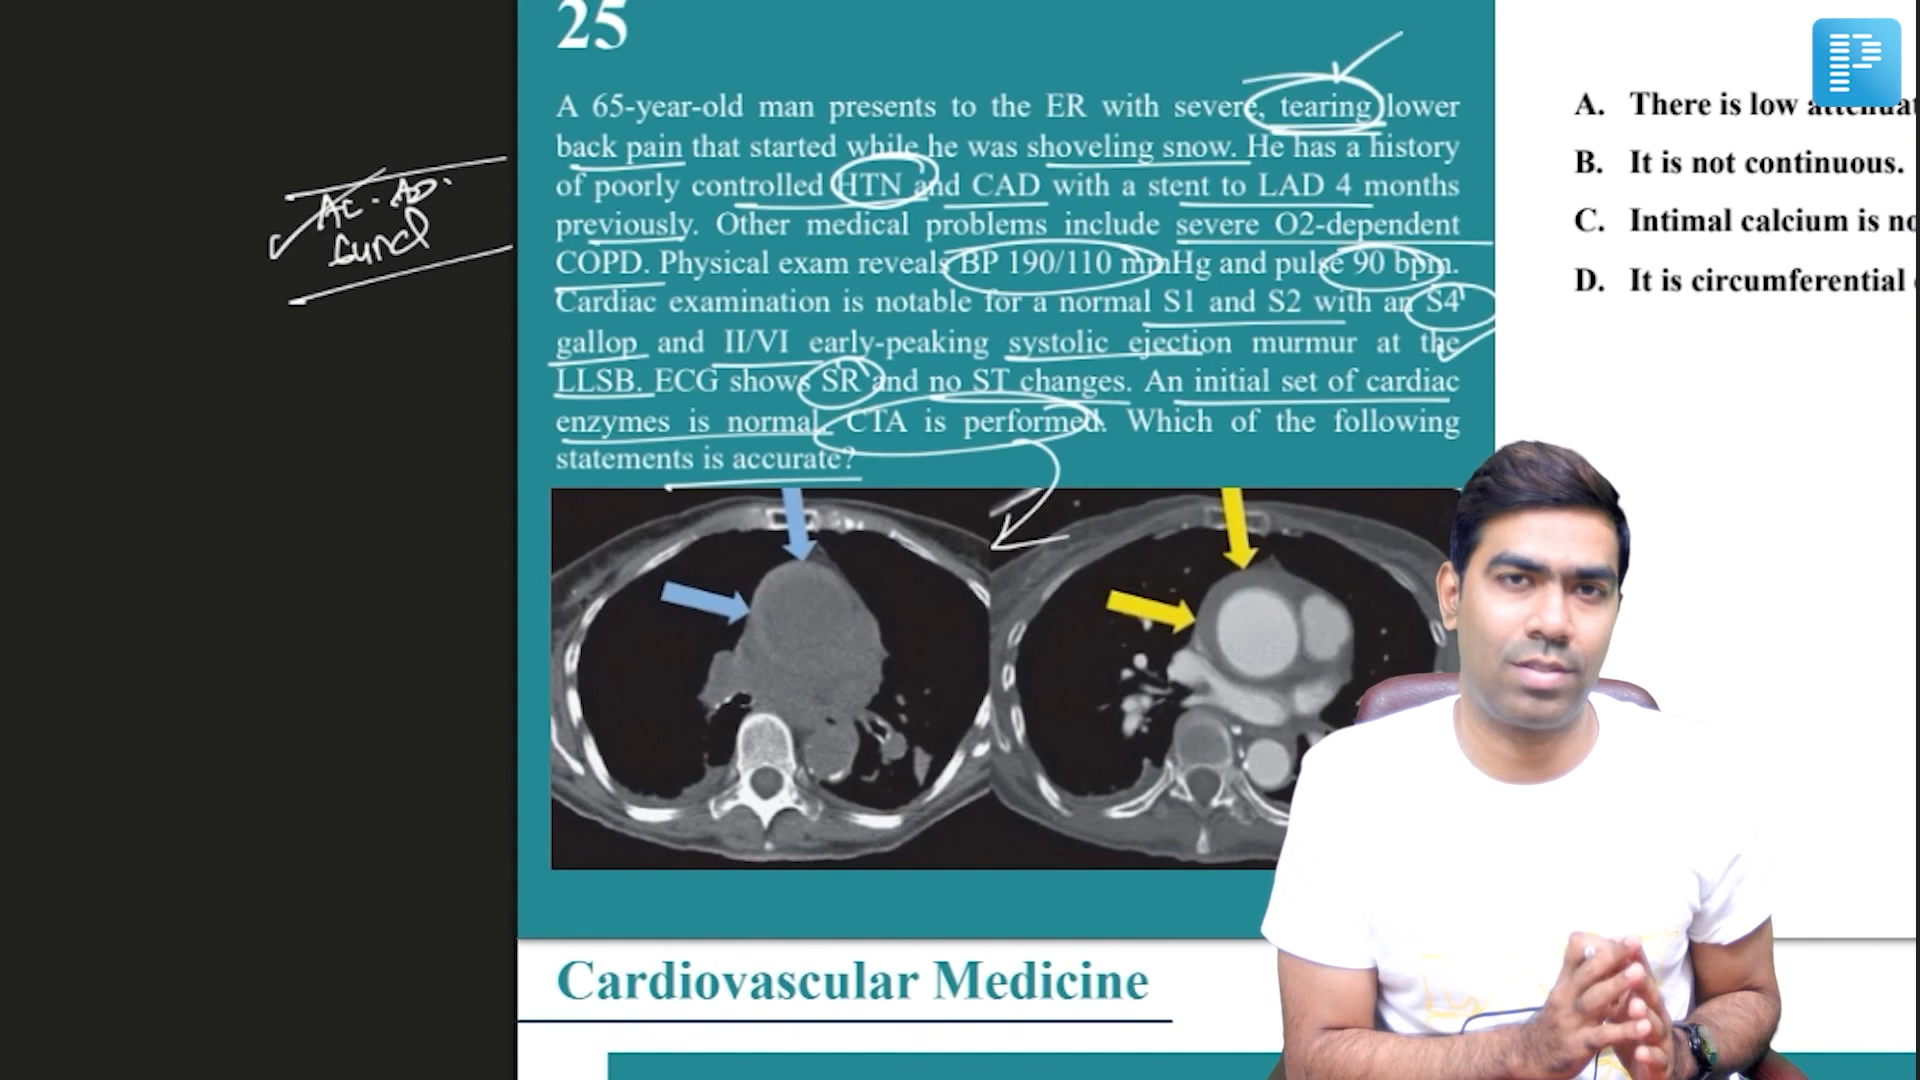 25
A 65-year-old man presents to the ER with severe, tearing lower
back pain that started while he was shoveling snow. He has a history
of poorly controlled HTN and CAD with a stent to LAD 4 months
previously. Other medical problems include severe O2-dependent
COPD. Physical exam reveals BP 190/110 mmHg and pulse 90 bpm.
Cardiac examination is notable for a normal S1 and S2 with an S4
gallop and II/VI early-peaking systolic ejection murmur at the
LLSB. ECG shows SR and no ST changes. An initial set of cardiac
enzymes is normal. CTA is performed. Which of the following
statements is accurate?
A. There is low
B. It is not continuous.
C. Intimal calcium is
D. It is circumferential
Cardiovascular Medicine